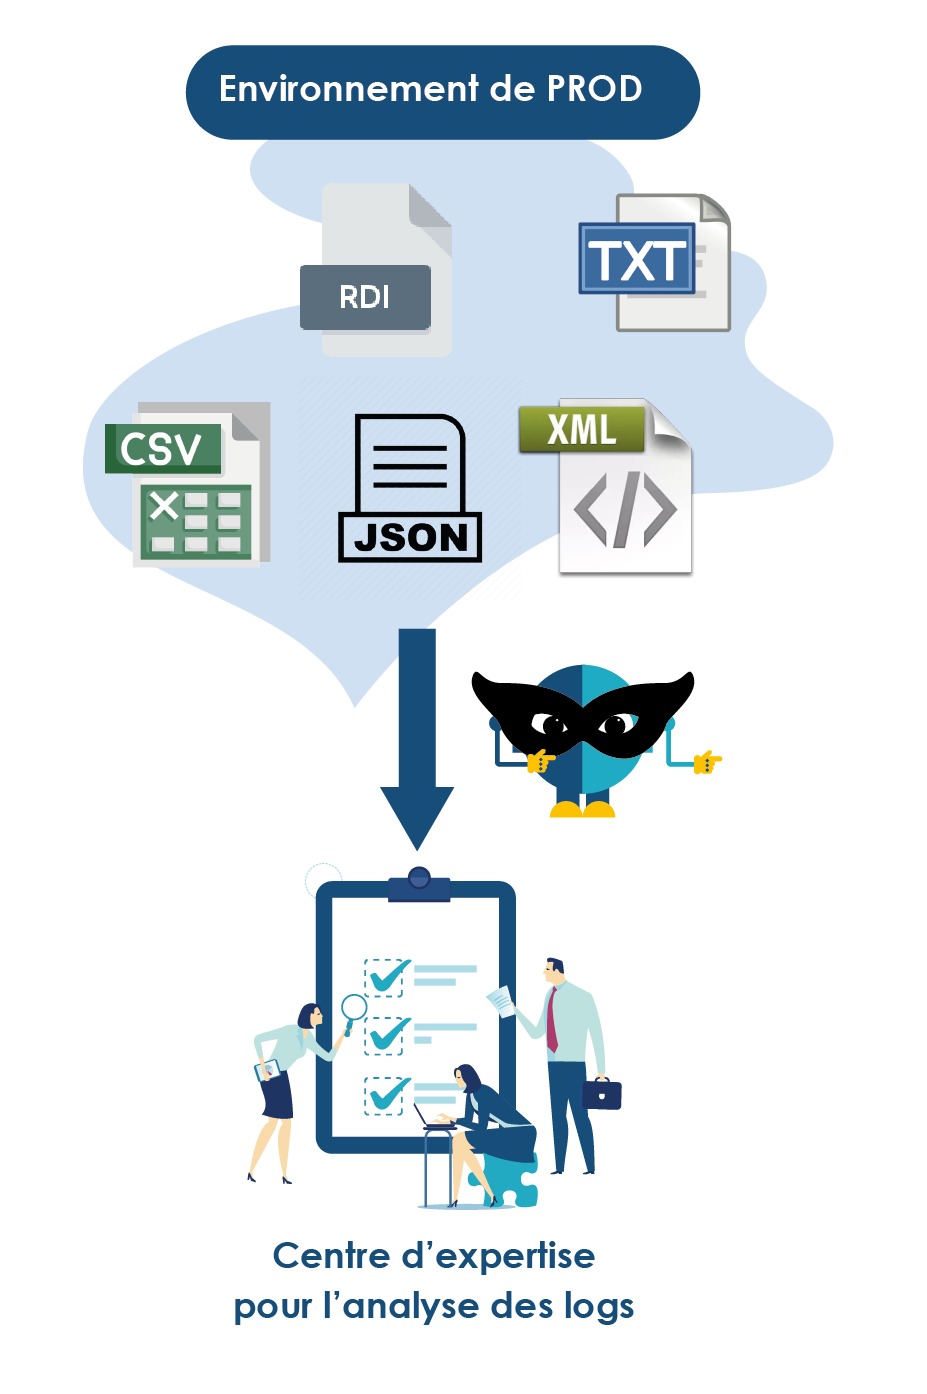 Environnement de PROD
RDI
TXT
CSV
JSON
XML
Centre d’expertise
pour l’analyse des logs